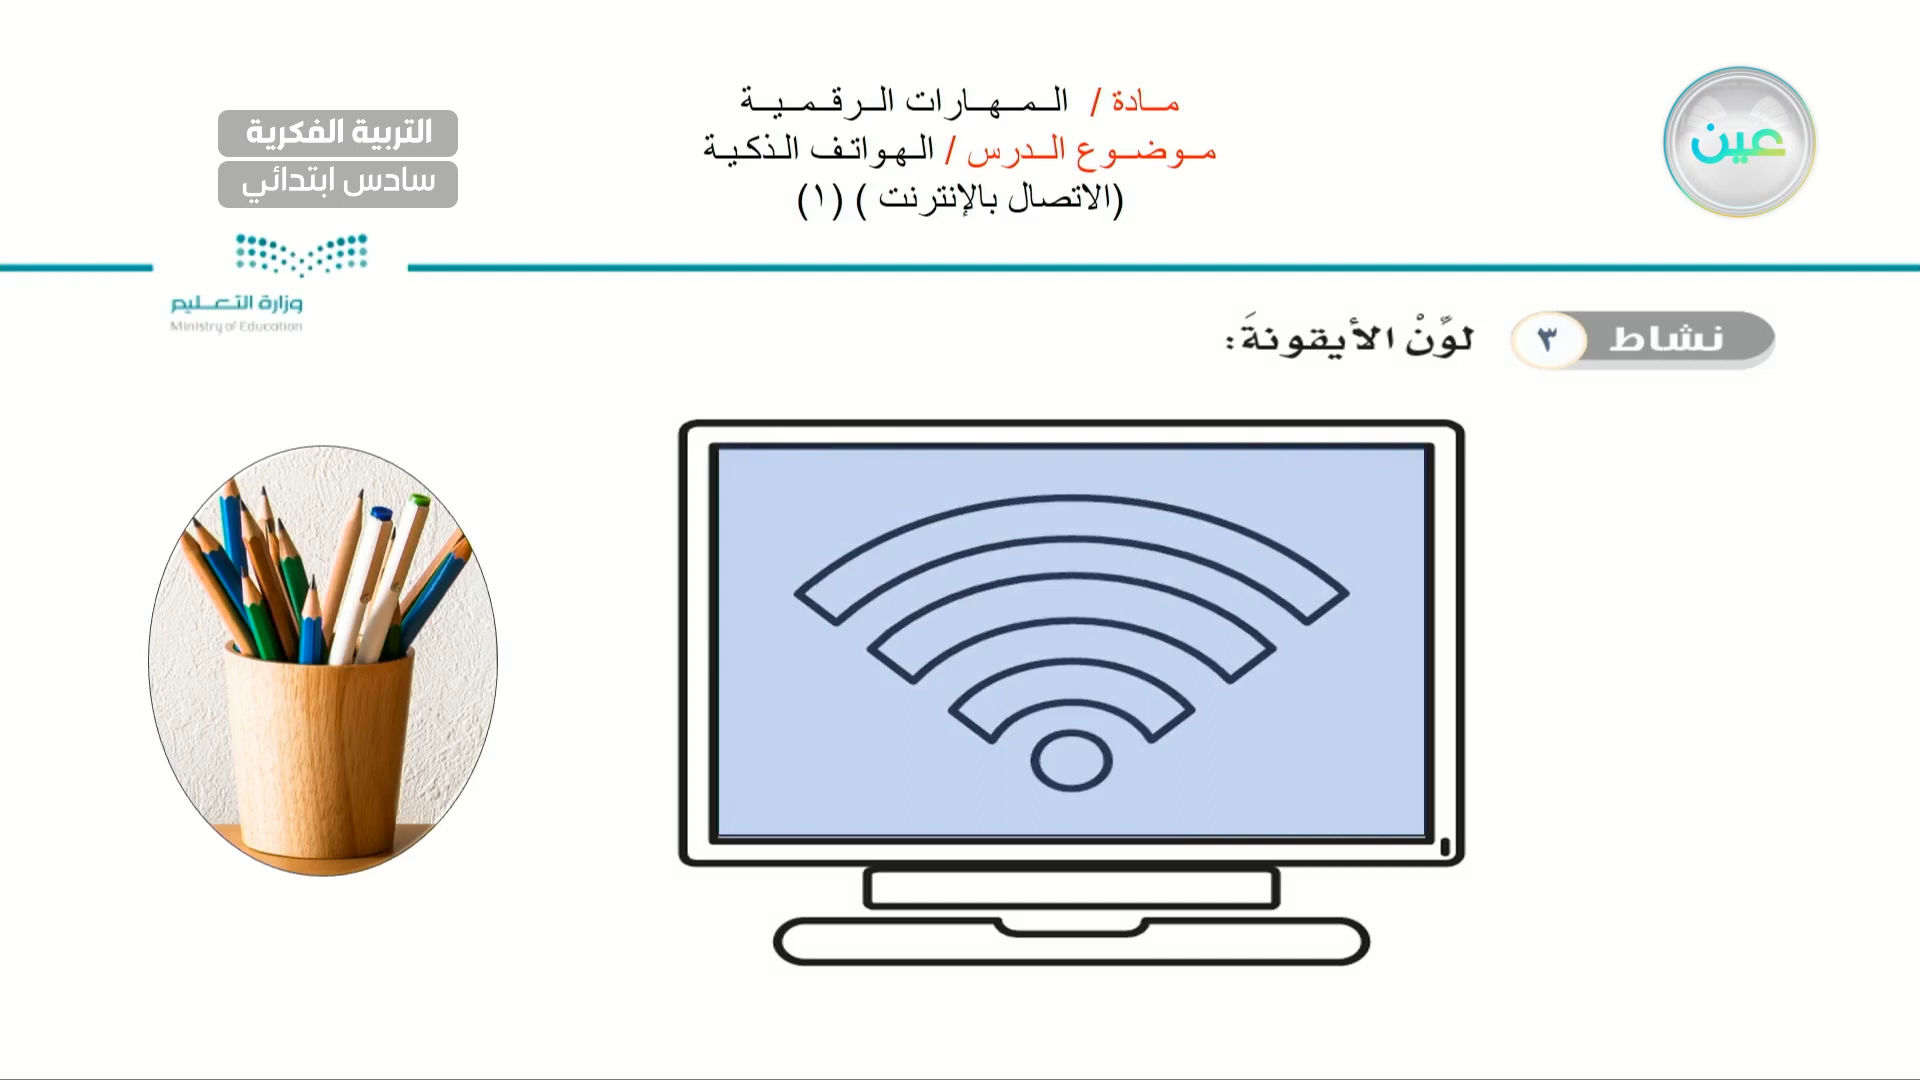 مادة / المهارات الرقمية
موضوع الدرس / الهواتف الذكية
(الاتصال بالإنترنت ) (١)
عين
التربية الفكرية
سادس ابتدائي
وزارة التعليم
Ministry of Education
نشاط ٣ لوِّنْ الأيقونةَ: